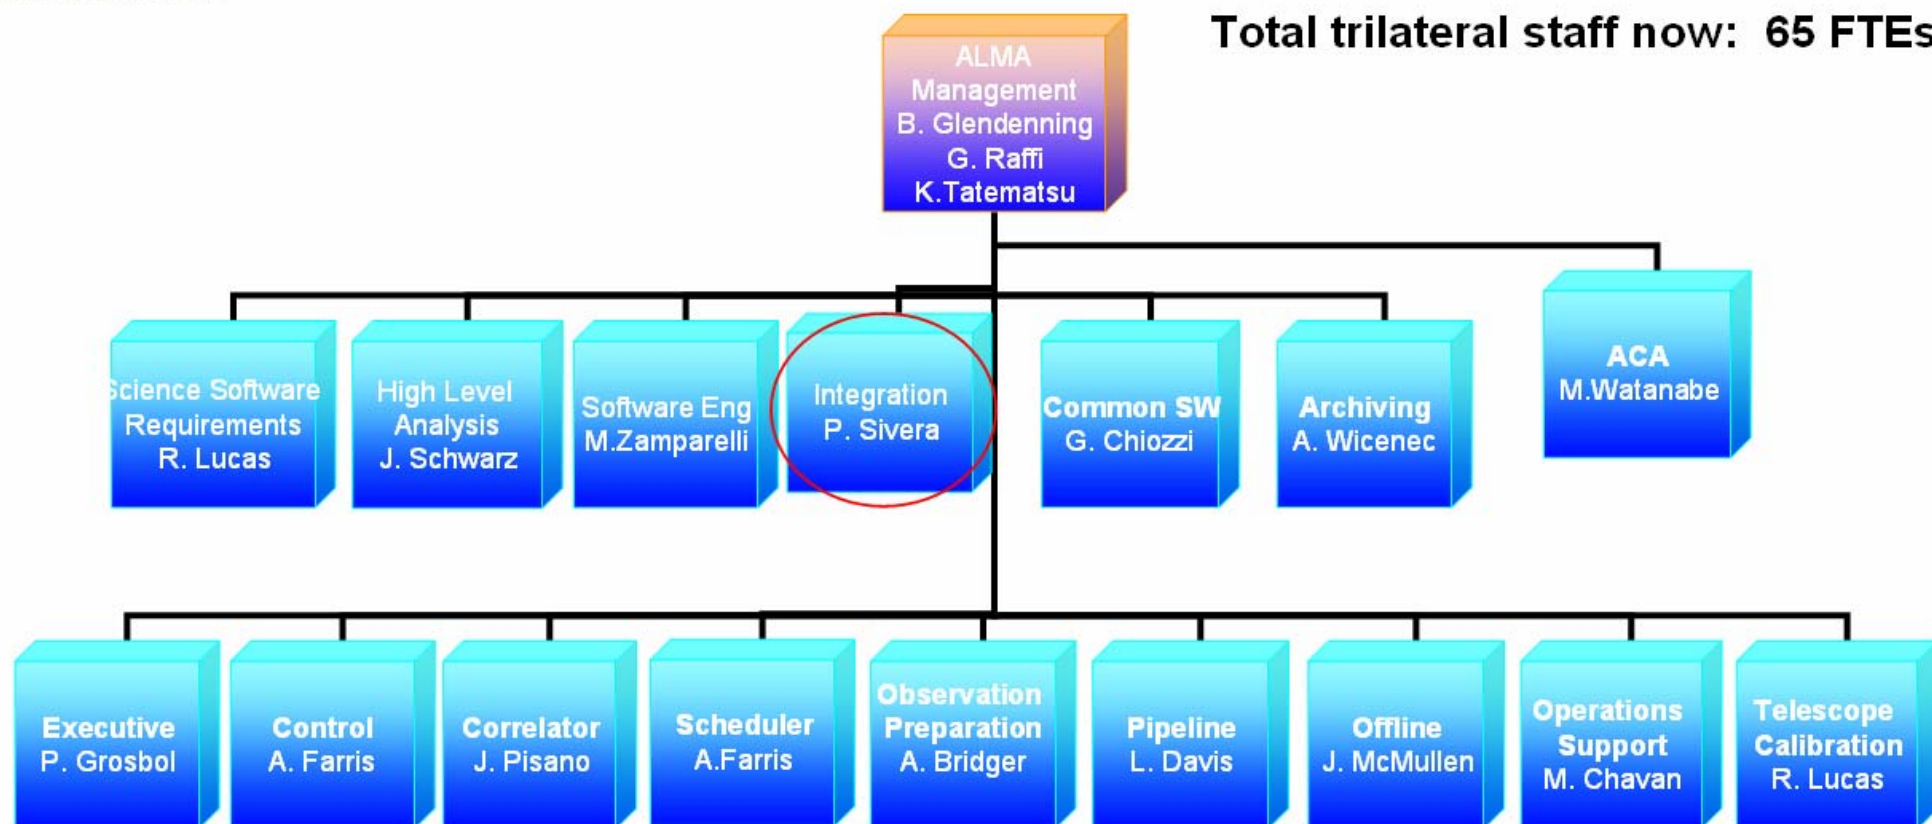 Total trilateral staff now: 65 FTEs
ALMA
Management
B. Glendenning
G. Raffi
K.Tatematsu
Science Software
Requirements
R. Lucas
High Level
Analysis
J. Schwarz
Software Eng
M.Zamparelli
Integration
P. Sivera
Common SW
G. Chiozzi
Archiving
A. Wicenec
ACA
M.Watanabe
Executive
P. Grosbol
Control
A. Farris
Correlator
J. Pisano
Scheduler
A.Farris
Observation
Preparation
A. Bridger
Pipeline
L. Davis
Offline
J. McMullen
Operations
Support
M. Chavan
Telescope
Calibration
R. Lucas